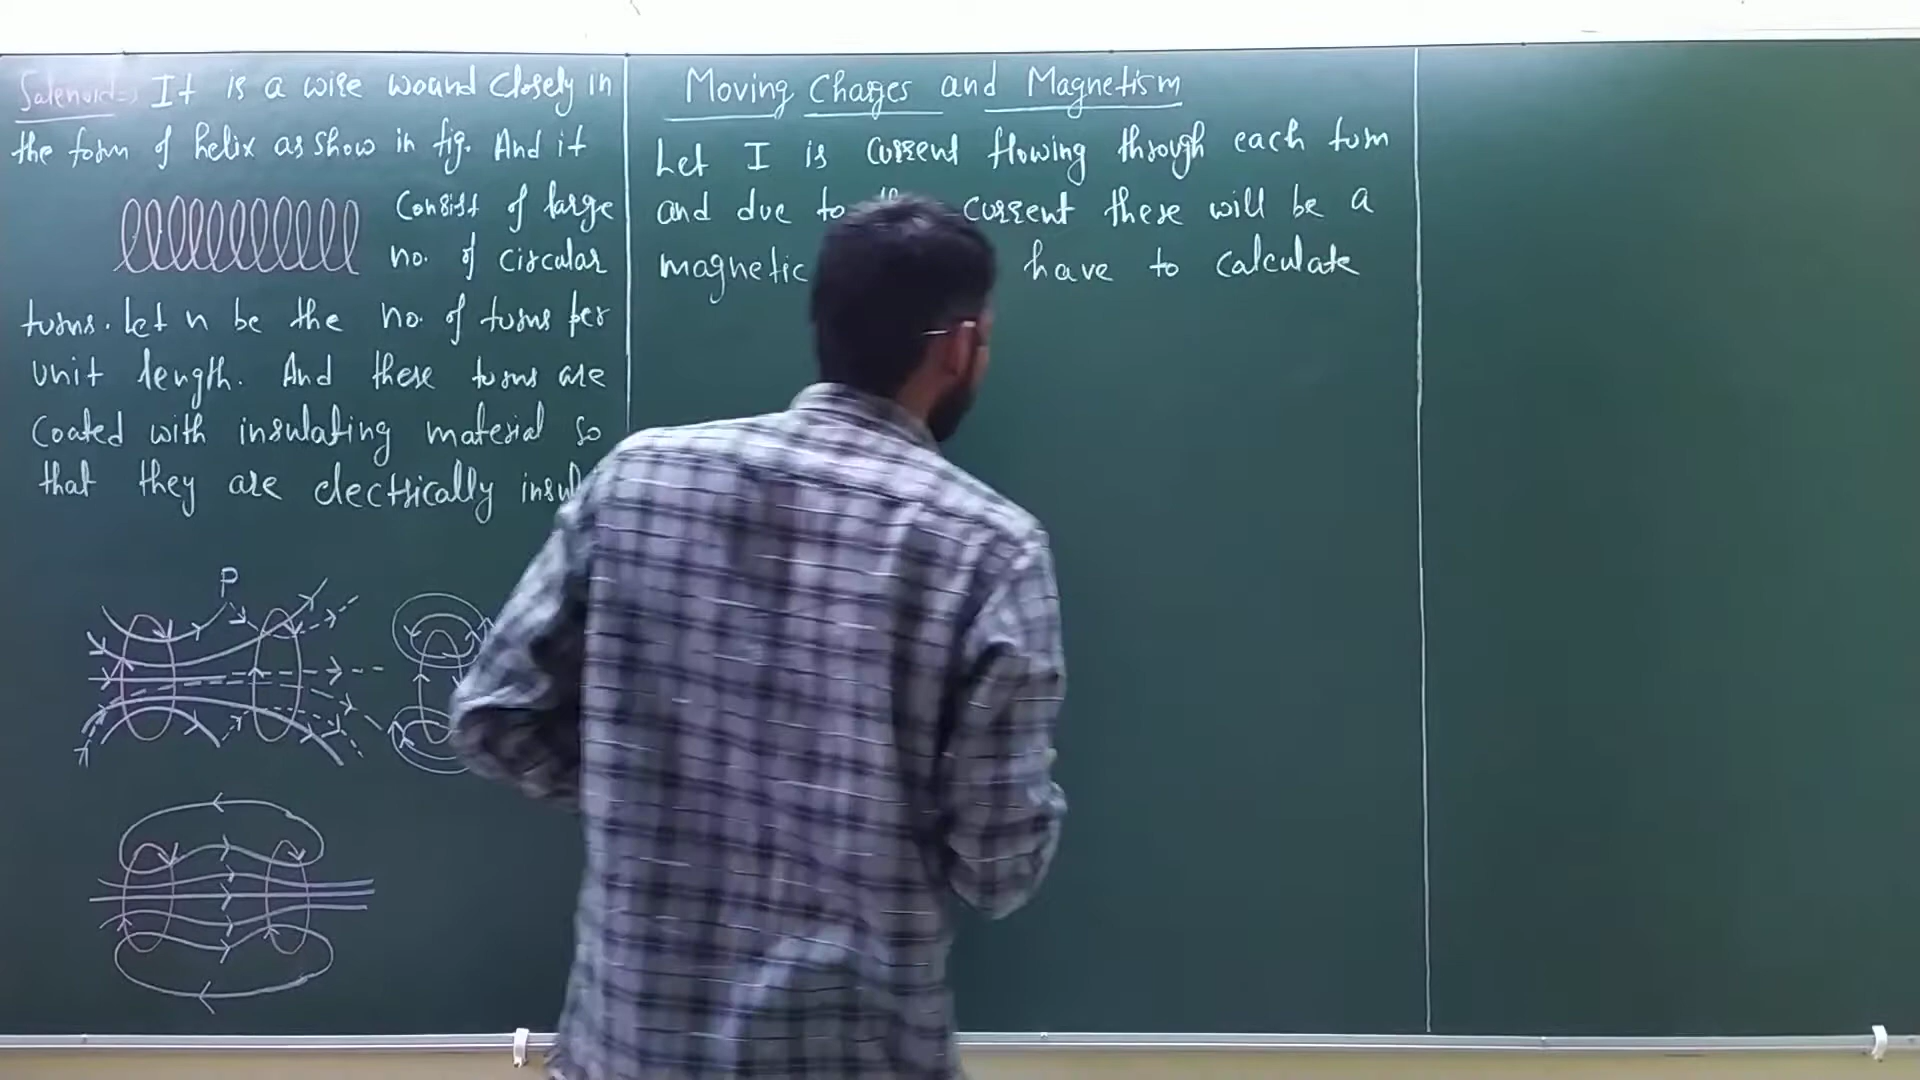 Salenoid⇒ It is a wire wound closely in
the form of helix as show in fig. And it
Consist of large
no. of circular
turns. Let n be the no. of turns per
unit length. And these turns are
Coated with insulating material so
that they are electrically
P
Moving Charges and Magnetism
Let I is current flowing through each turn
and due to current there will be a
magnetic have to calculate